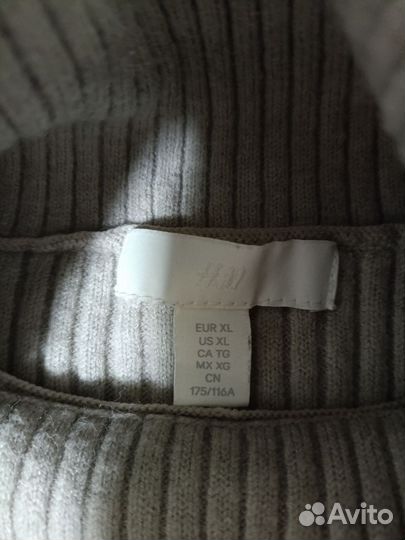 H&M
EUR XL
US XL
CA TG
MX XG
CN
175/116A
Avito